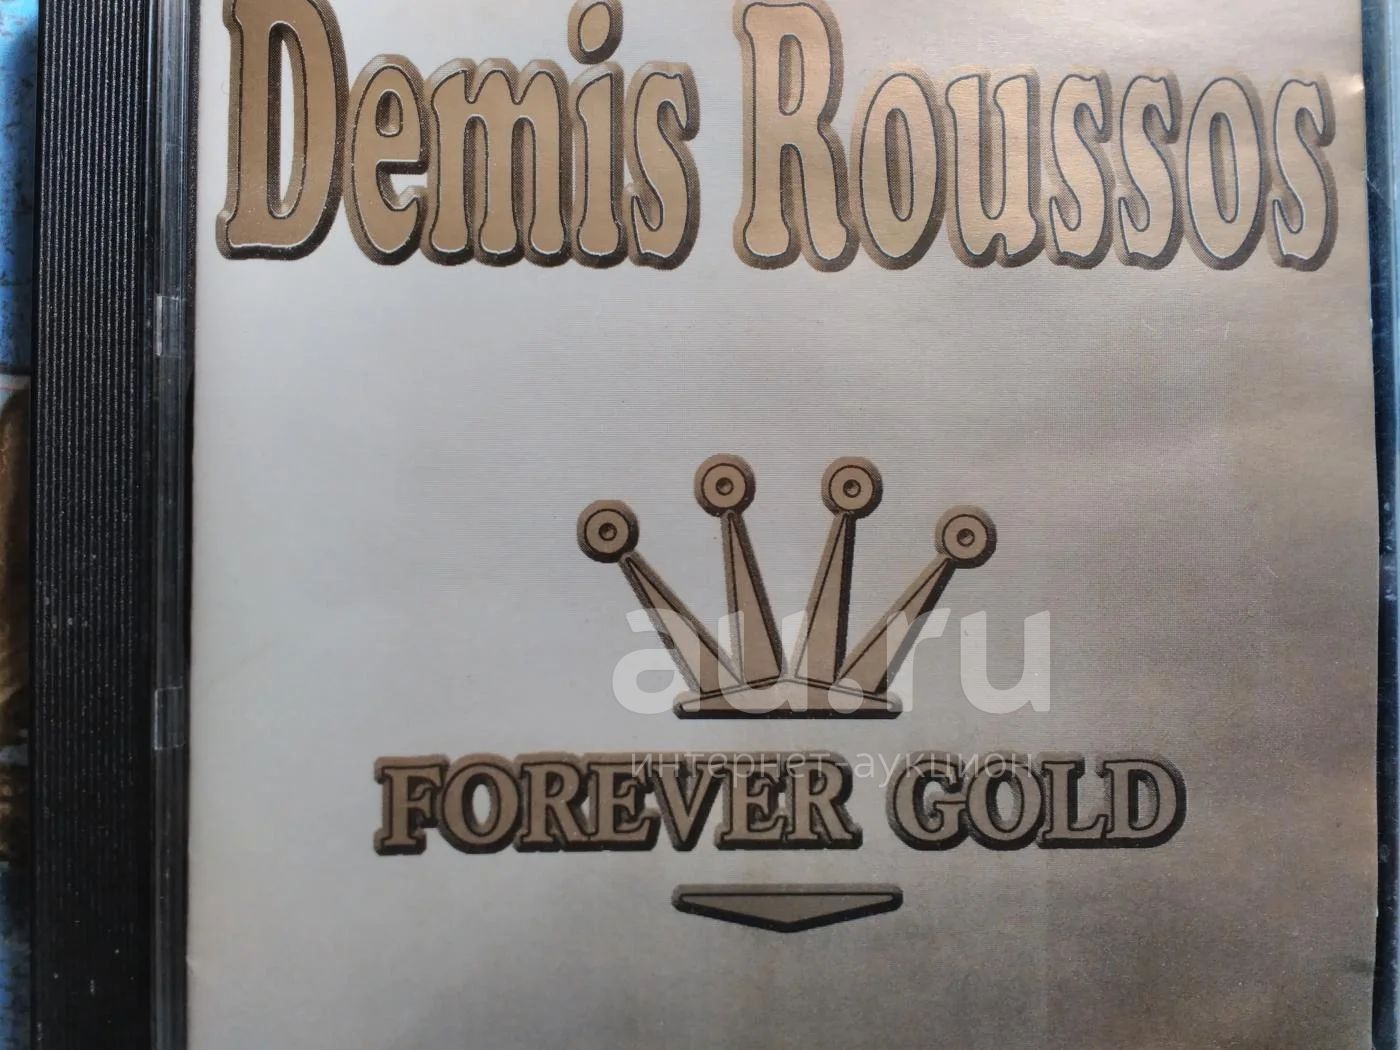 Demis Roussos
au.ru
интернет-аукцион
FOREVER GOLD